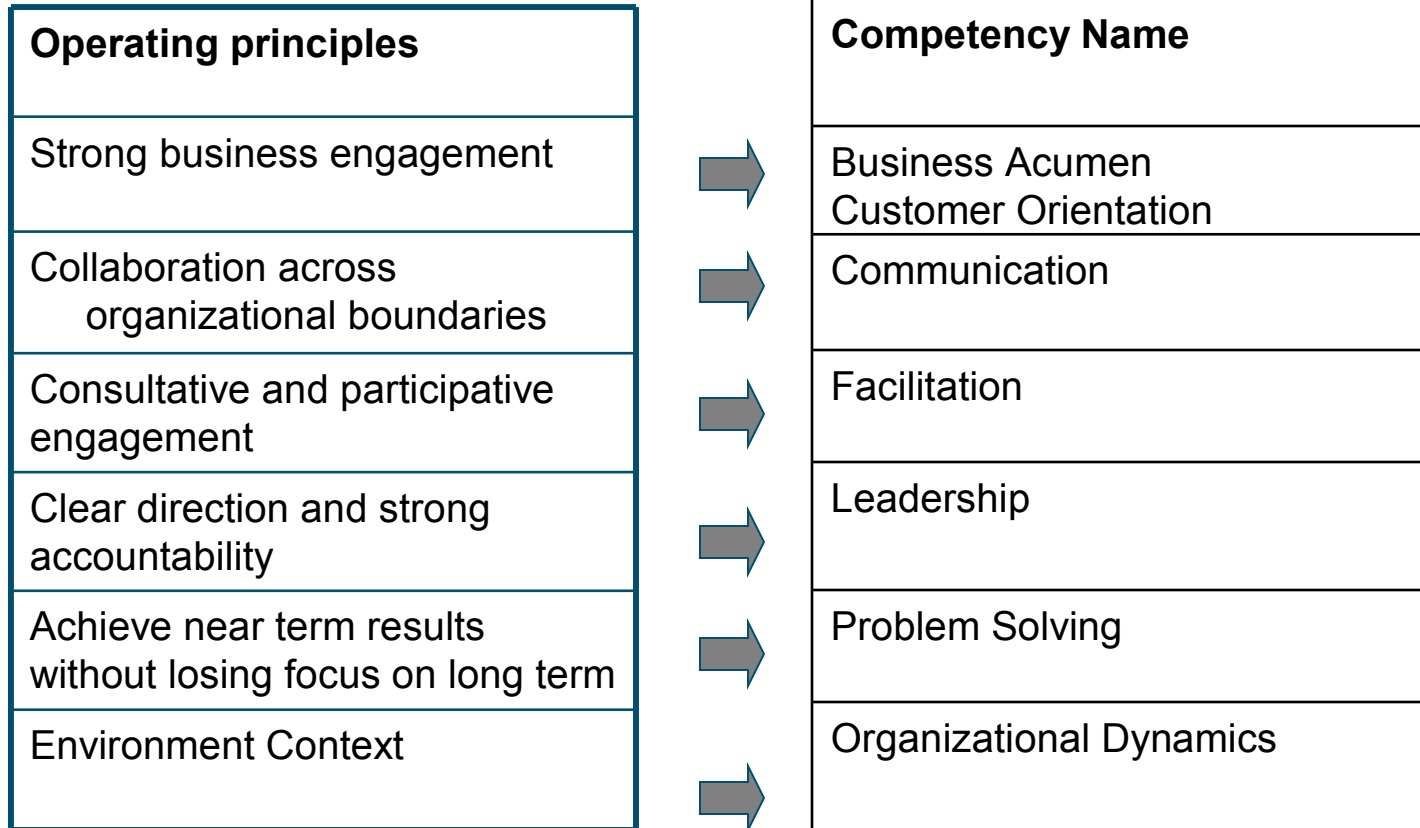 Operating principles
Competency Name
Strong business engagement
Business Acumen
Customer Orientation
Collaboration across
organizational boundaries
Communication
Consultative and participative
engagement
Facilitation
Clear direction and strong
accountability
Leadership
Achieve near term results
without losing focus on long term
Problem Solving
Environment Context
Organizational Dynamics